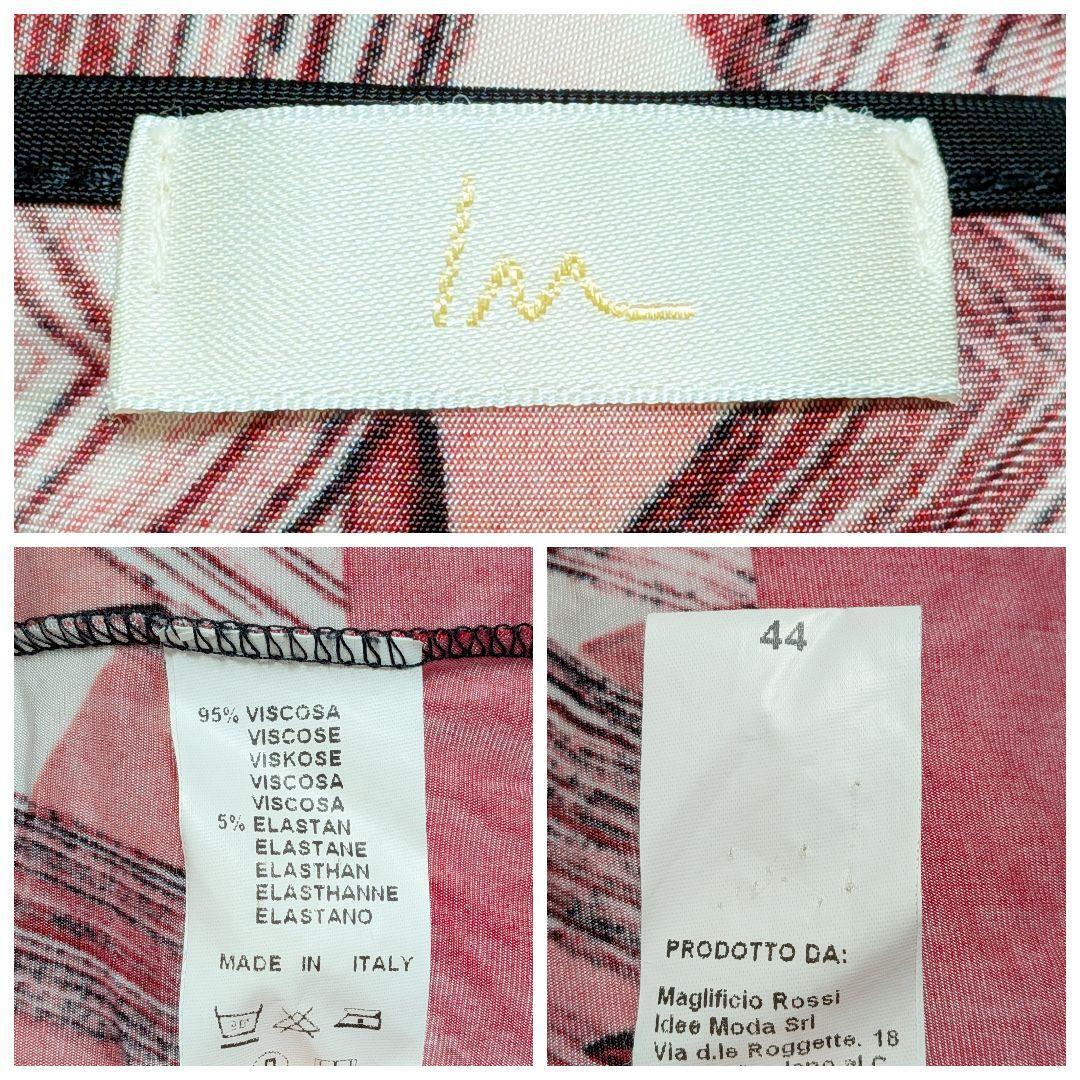 95% VISCOSA
VISCOSE
VISKOSE
VISCOSA
VISCOSA
5% ELASTAN
ELASTANE
ELASTHAN
ELASTHANNE
ELASTANO
MADE IN ITALY
44
PRODOTTO DA:
Maglificio Rossi
Idee Moda Srl
Via d.le Roggette. 18